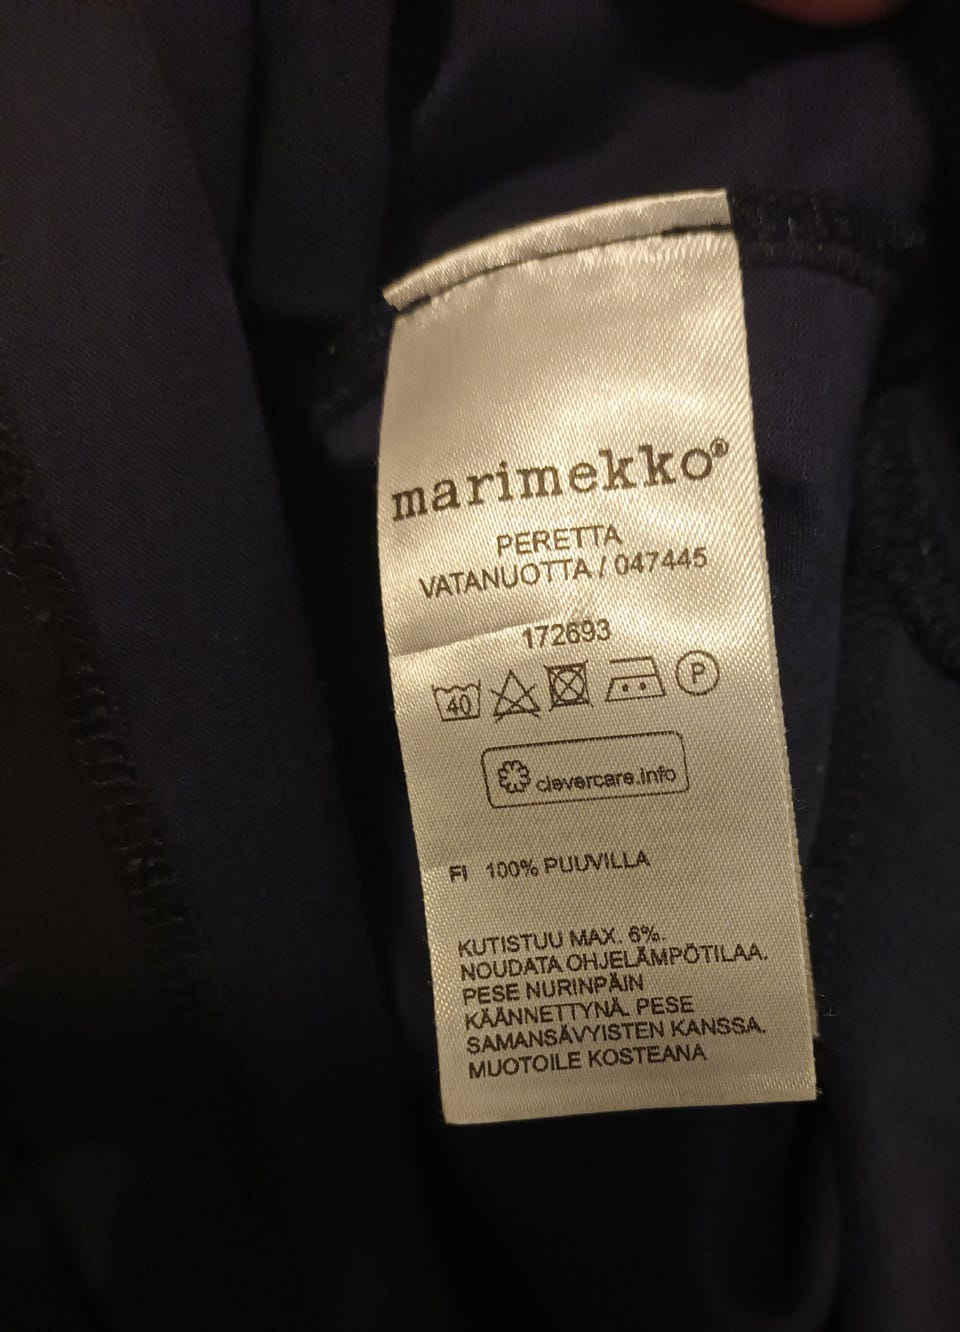 marimekko®
PERETTA
VATANUOTTA / 047445
172693
40 P
clevercare.info
FI 100% PUUVILLA
KUTISTUU MAX. 6%.
NOUDATA OHJELÄMPÖTILAA.
PESE NURINPÄIN
KÄÄNNETTYNÄ. PESE
SAMANSÄVYISTEN KANSSA.
MUOTOILE KOSTEANA